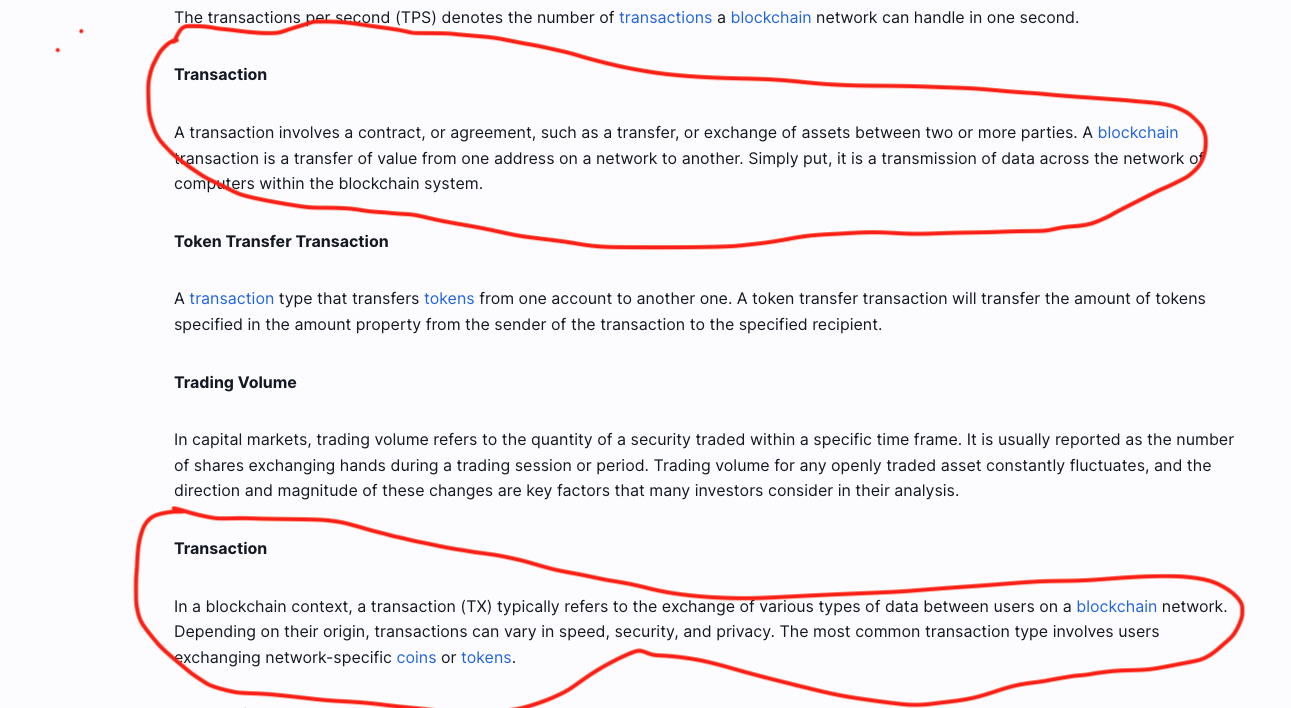 The transactions per second (TPS) denotes the number of transactions a blockchain network can handle in one second.
Transaction
A transaction involves a contract, or agreement, such as a transfer, or exchange of assets between two or more parties. A blockchain
transaction is a transfer of value from one address on a network to another. Simply put, it is a transmission of data across the network of
computers within the blockchain system.
Token Transfer Transaction
A transaction type that transfers tokens from one account to another one. A token transfer transaction will transfer the amount of tokens
specified in the amount property from the sender of the transaction to the specified recipient.
Trading Volume
In capital markets, trading volume refers to the quantity of a security traded within a specific time frame. It is usually reported as the number
of shares exchanging hands during a trading session or period. Trading volume for any openly traded asset constantly fluctuates, and the
direction and magnitude of these changes are key factors that many investors consider in their analysis.
Transaction
In a blockchain context, a transaction (TX) typically refers to the exchange of various types of data between users on a blockchain network.
Depending on their origin, transactions can vary in speed, security, and privacy. The most common transaction type involves users
exchanging network-specific coins or tokens.